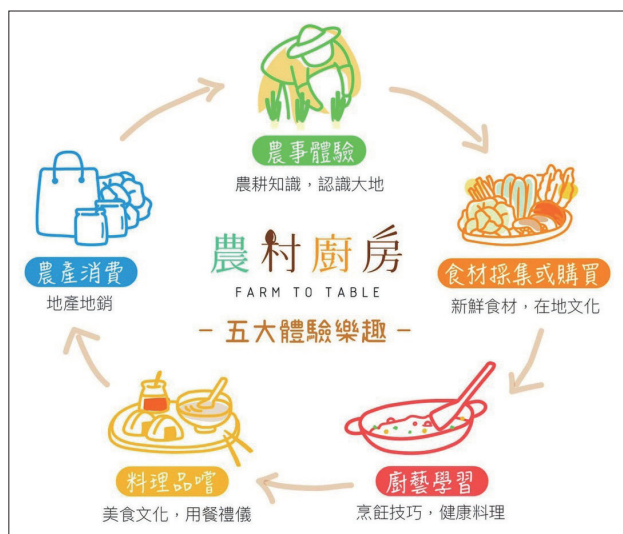 農事體驗
農耕知識，認識大地
食材採集或購買
新鮮食材，在地文化
廚藝學習
烹飪技巧，健康料理
料理品嚐
美食文化，用餐禮儀
農產消費
地產地銷
農村廚房
FARM TO TABLE
- 五大體驗樂趣 -